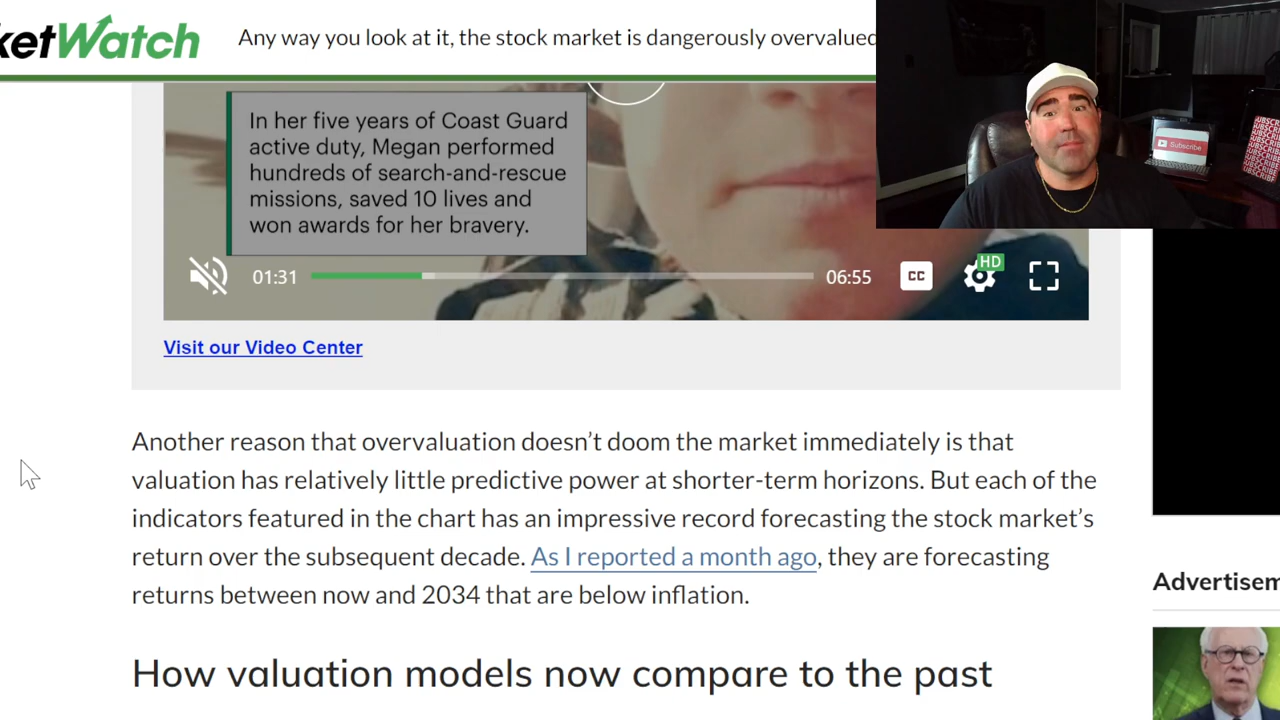 ketWatch
Any way you look at it, the stock market is dangerously overvalued
In her five years of Coast Guard
active duty, Megan performed
hundreds of search-and-rescue
missions, saved 10 lives and
won awards for her bravery.
01:31
06:55
CC
HD
Subscribe
Visit our Video Center
Another reason that overvaluation doesn’t doom the market immediately is that
valuation has relatively little predictive power at shorter-term horizons. But each of the
indicators featured in the chart has an impressive record forecasting the stock market’s
return over the subsequent decade. As I reported a month ago, they are forecasting
returns between now and 2034 that are below inflation.
Advertisem
How valuation models now compare to the past